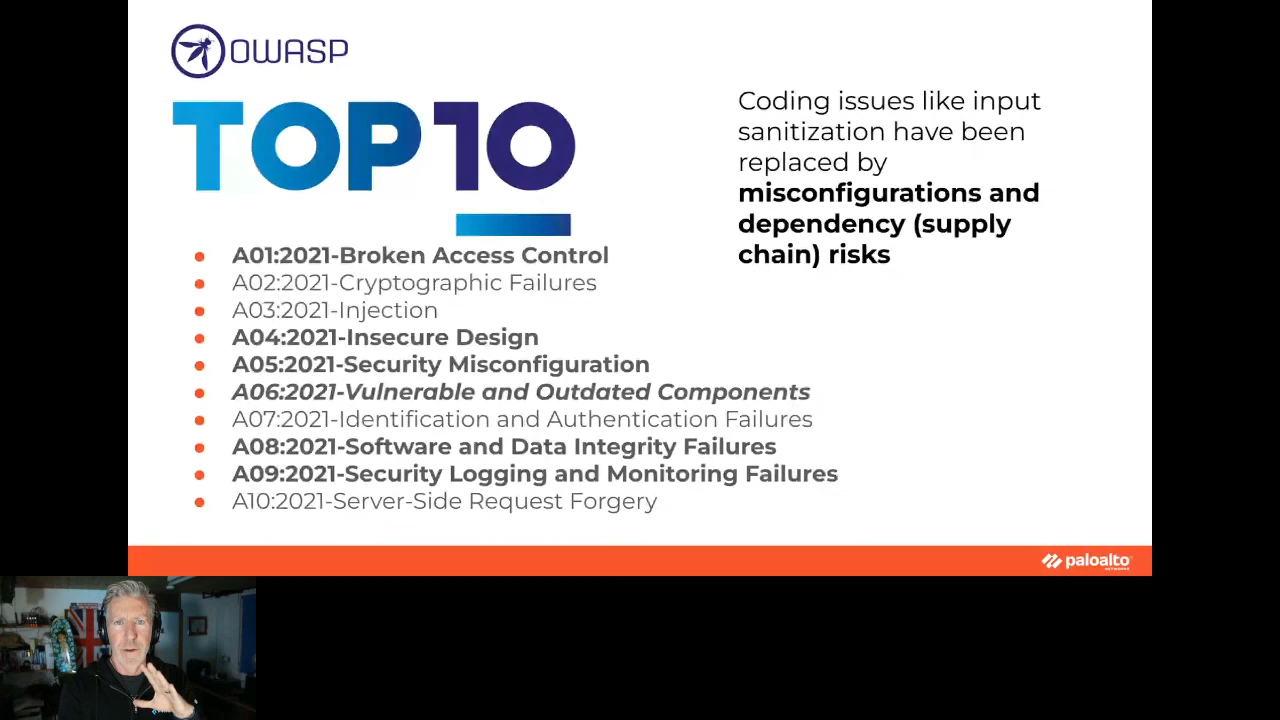 OWASP
TOP10
Coding issues like input
sanitization have been
replaced by
misconfigurations and
dependency (supply
chain) risks
A01:2021-Broken Access Control
A02:2021-Cryptographic Failures
A03:2021-Injection
A04:2021-Insecure Design
A05:2021-Security Misconfiguration
A06:2021-Vulnerable and Outdated Components
A07:2021-Identification and Authentication Failures
A08:2021-Software and Data Integrity Failures
A09:2021-Security Logging and Monitoring Failures
A10:2021-Server-Side Request Forgery
paloalto
NETWORKS